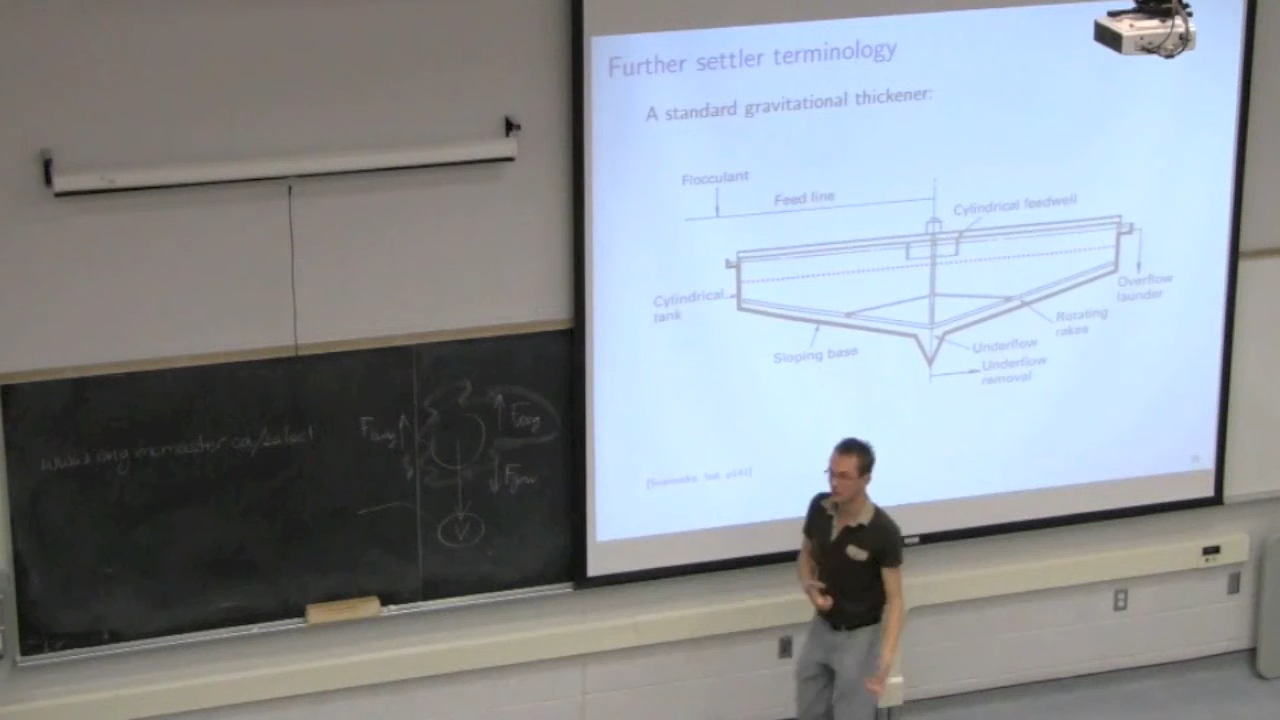 Further settler terminology
A standard gravitational thickener:
Flocculant
Feed line
Cylindrical feedwell
Cylindrical
tank
Overflow
launder
Rotating
rakes
Sloping base
Underflow
Underflow
removal
V